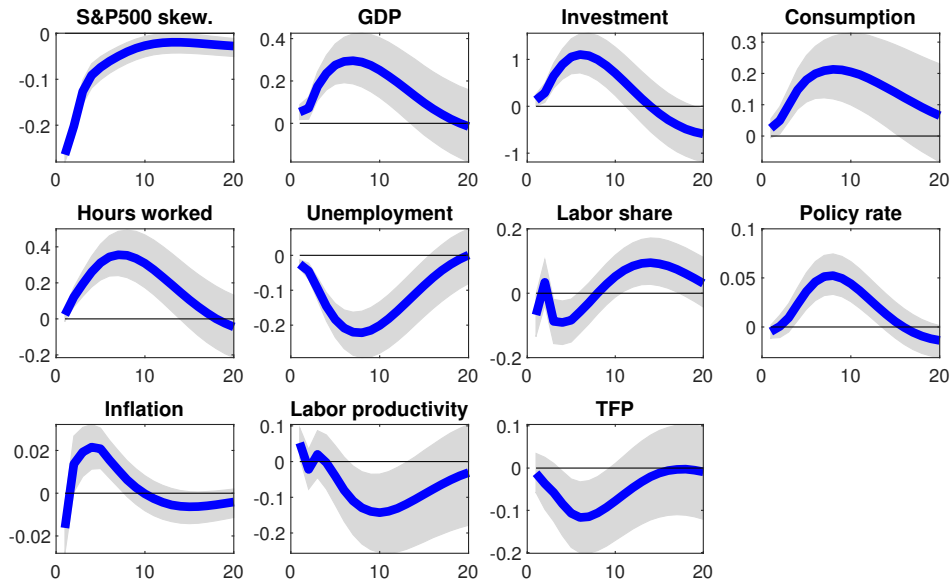 S&P500 skew. GDP Investment Consumption
0 -0.1 -0.2 0 10 20
0.4 0.2 0 0 10 20
1 0 -1 0 10 20
0.3 0.2 0.1 0 0 10 20
Hours worked Unemployment Labor share Policy rate
0.4 0.2 0 -0.2 0 10 20
0 -0.1 -0.2 0 10 20
0.2 0 -0.2 0 10 20
0.1 0.05 0 0 10 20
Inflation Labor productivity TFP
0.02 0 -0.02 0 10 20
0.1 0 -0.1 -0.2 0 10 20
0.1 0 -0.1 -0.2 0 10 20